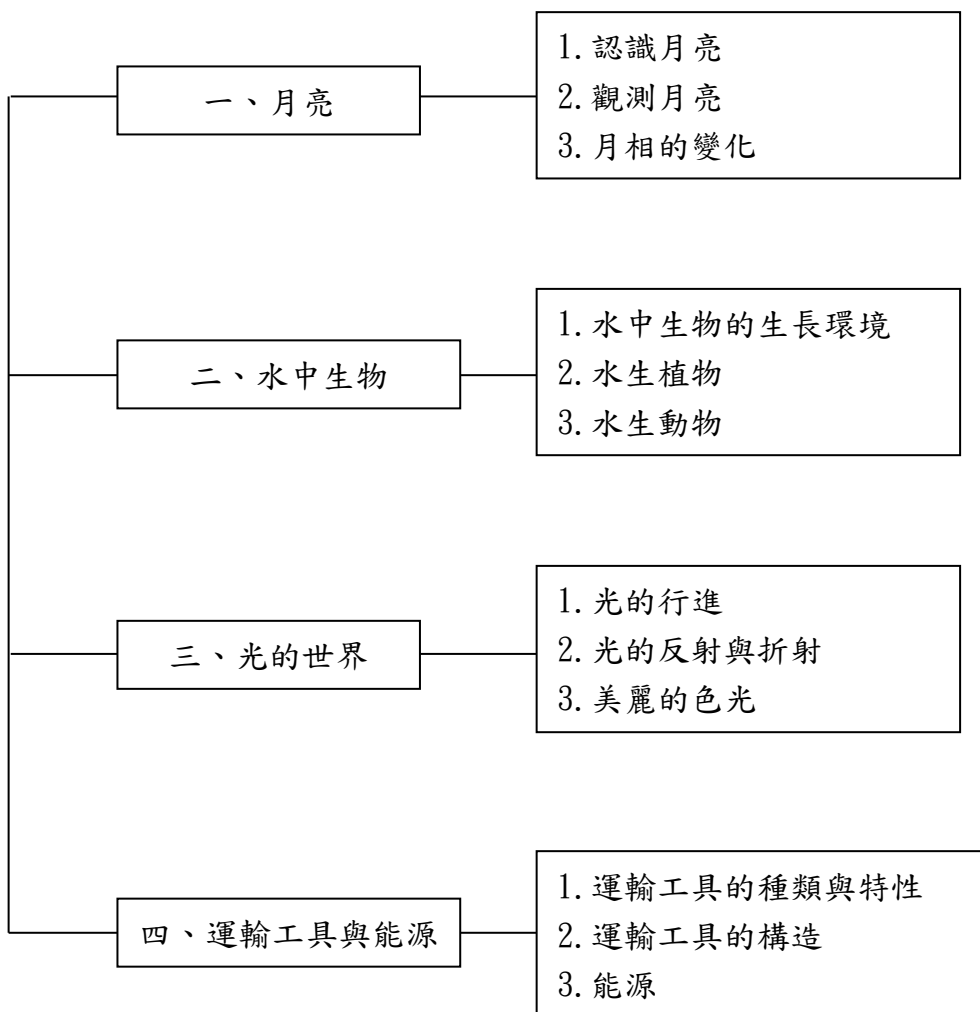 一、月亮
1.認識月亮
2.觀測月亮
3.月相的變化
二、水中生物
1.水中生物的生長環境
2.水生植物
3.水生動物
三、光的世界
1.光的行進
2.光的反射與折射
3.美麗的色光
四、運輸工具與能源
1.運輸工具的種類與特性
2.運輸工具的構造
3.能源